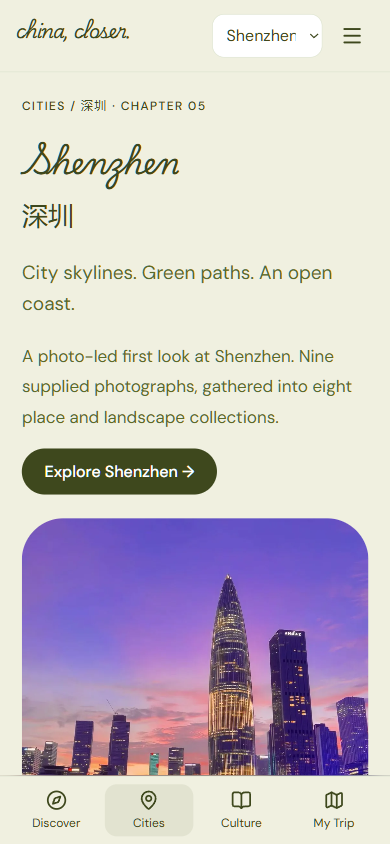 china, closer.
Shenzhen
CITIES / 深圳 · CHAPTER 05
Shenzhen
深圳
City skylines. Green paths. An open
coast.
A photo-led first look at Shenzhen. Nine
supplied photographs, gathered into eight
place and landscape collections.
Explore Shenzhen →
Discover
Cities
Culture
My Trip